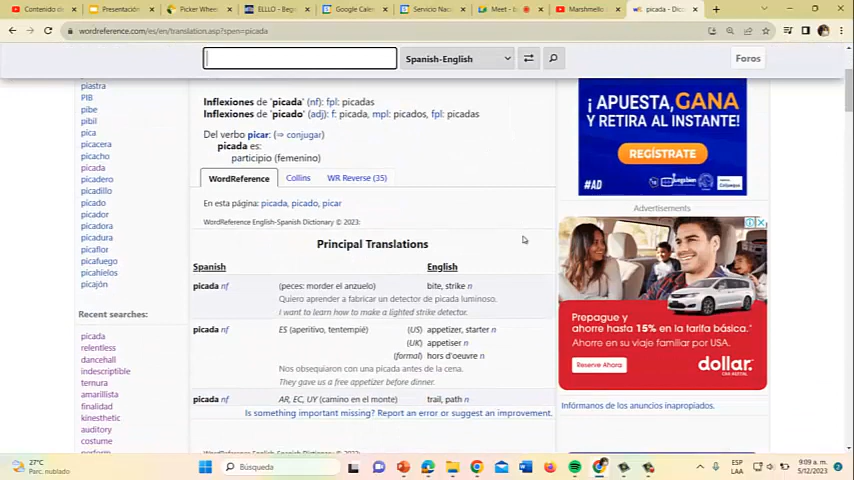 Contenido de
Presentación
Picker Whee
ELLLO - Beg
Google Cale
Servicio Nac
Meet -
Marshmello
picada - Dicc
wordreference.com/es/en/translation.asp?spen=picada
Spanish-English
Foros
piastra
PIB
pibe
pibil
pica
picacera
picacho
picada
picadero
picadillo
picado
picador
picadora
picadura
picaflor
picafuego
picahielos
picajón
Recent searches:
picada
relentless
dancehall
indescriptible
ternura
amarillista
finalidad
kinesthetic
auditory
costume
perform
Inflexiones de 'picada' (nf): fpl: picadas
Inflexiones de 'picado' (adj): f: picada, mpl: picados, fpl: picadas
Del verbo picar: (⇒ conjugar)
picada es:
participio (femenino)
WordReference
Collins
WR Reverse (35)
En esta página: picada, picado, picar
WordReference English-Spanish Dictionary © 2023:
Principal Translations
Spanish English
picada nf (peces: morder el anzuelo) bite, strike n
Quiero aprender a fabricar un detector de picada luminoso.
I want to learn how to make a lighted strike detector.
picada nf ES (aperitivo, tentempié) (US) appetizer, starter n
(UK) appetiser n
(formal) hors d'oeuvre n
Nos obsequiaron con una picada antes de la cena.
They gave us a free appetizer before dinner.
picada nf AR, EC, UY (camino en el monte) trail, path n
Is something important missing? Report an error or suggest an improvement.
¡APUESTA, GANA
Y RETIRA AL INSTANTE!
REGÍSTRATE
#AD
Coljuegos
Advertisements
Prepague y
ahorre hasta 15% en la tarifa básica.*
Ahorre en su viaje familiar por USA.
Reserve Ahora
dollar.
CAR RENTAL
Infórmanos de los anuncios inapropiados.
27°C
Parc. nublado
Búsqueda
ESP
LAA
9:09 a. m.
5/12/2023